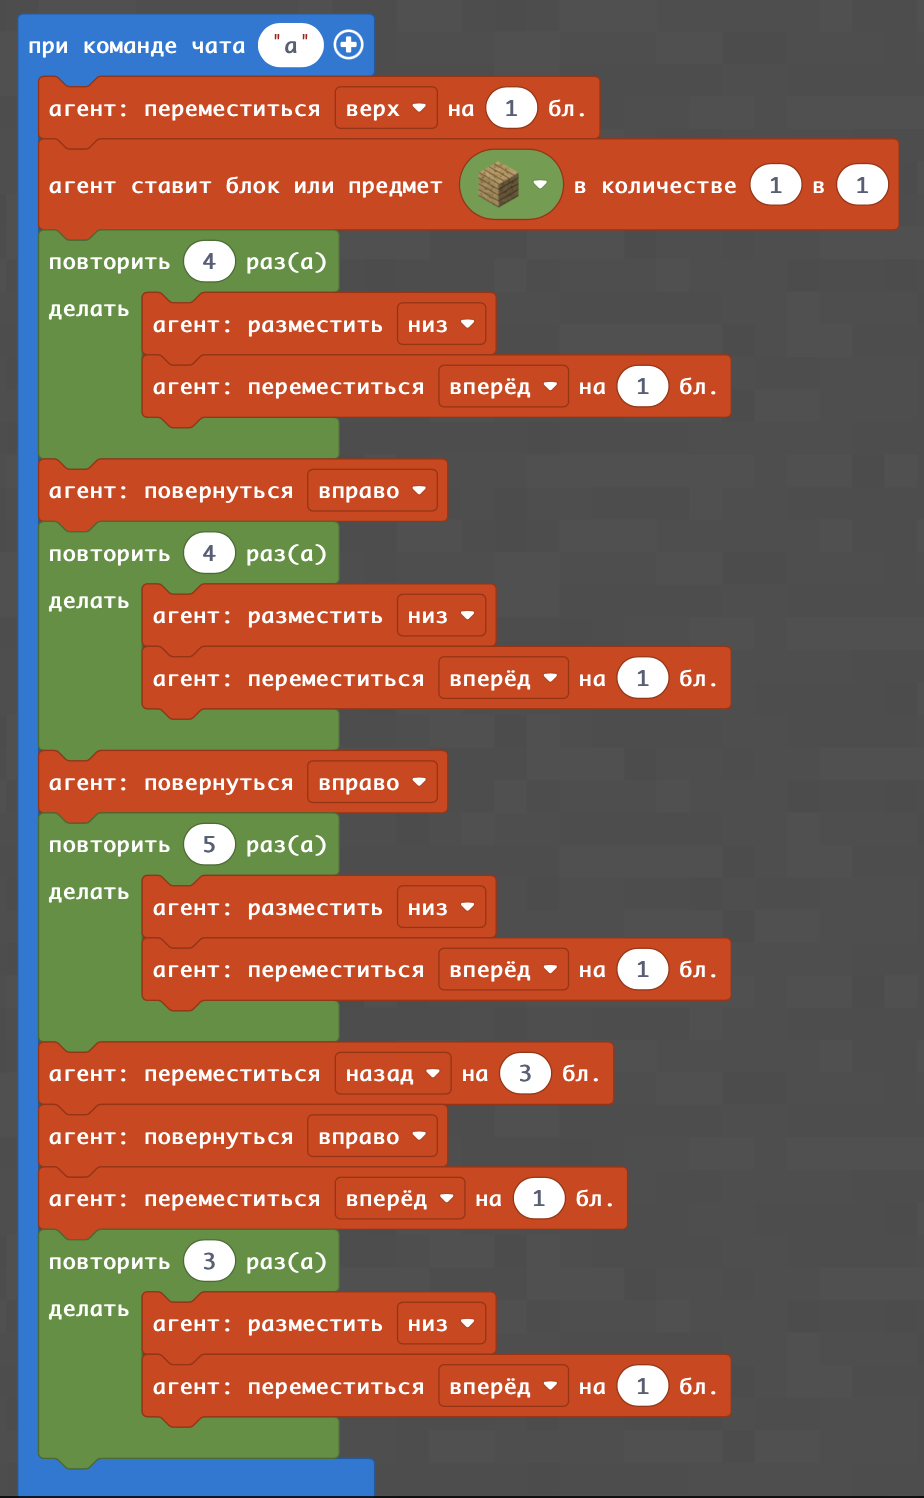 при команде чата "а"
агент: переместиться верх на 1 бл.
агент ставит блок или предмет в количестве 1 в 1
повторить 4 раз(а)
делать
агент: разместить низ
агент: переместиться вперёд на 1 бл.
агент: повернуться вправо
повторить 4 раз(а)
делать
агент: разместить низ
агент: переместиться вперёд на 1 бл.
агент: повернуться вправо
повторить 5 раз(а)
делать
агент: разместить низ
агент: переместиться вперёд на 1 бл.
агент: переместиться назад на 3 бл.
агент: повернуться вправо
агент: переместиться вперёд на 1 бл.
повторить 3 раз(а)
делать
агент: разместить низ
агент: переместиться вперёд на 1 бл.